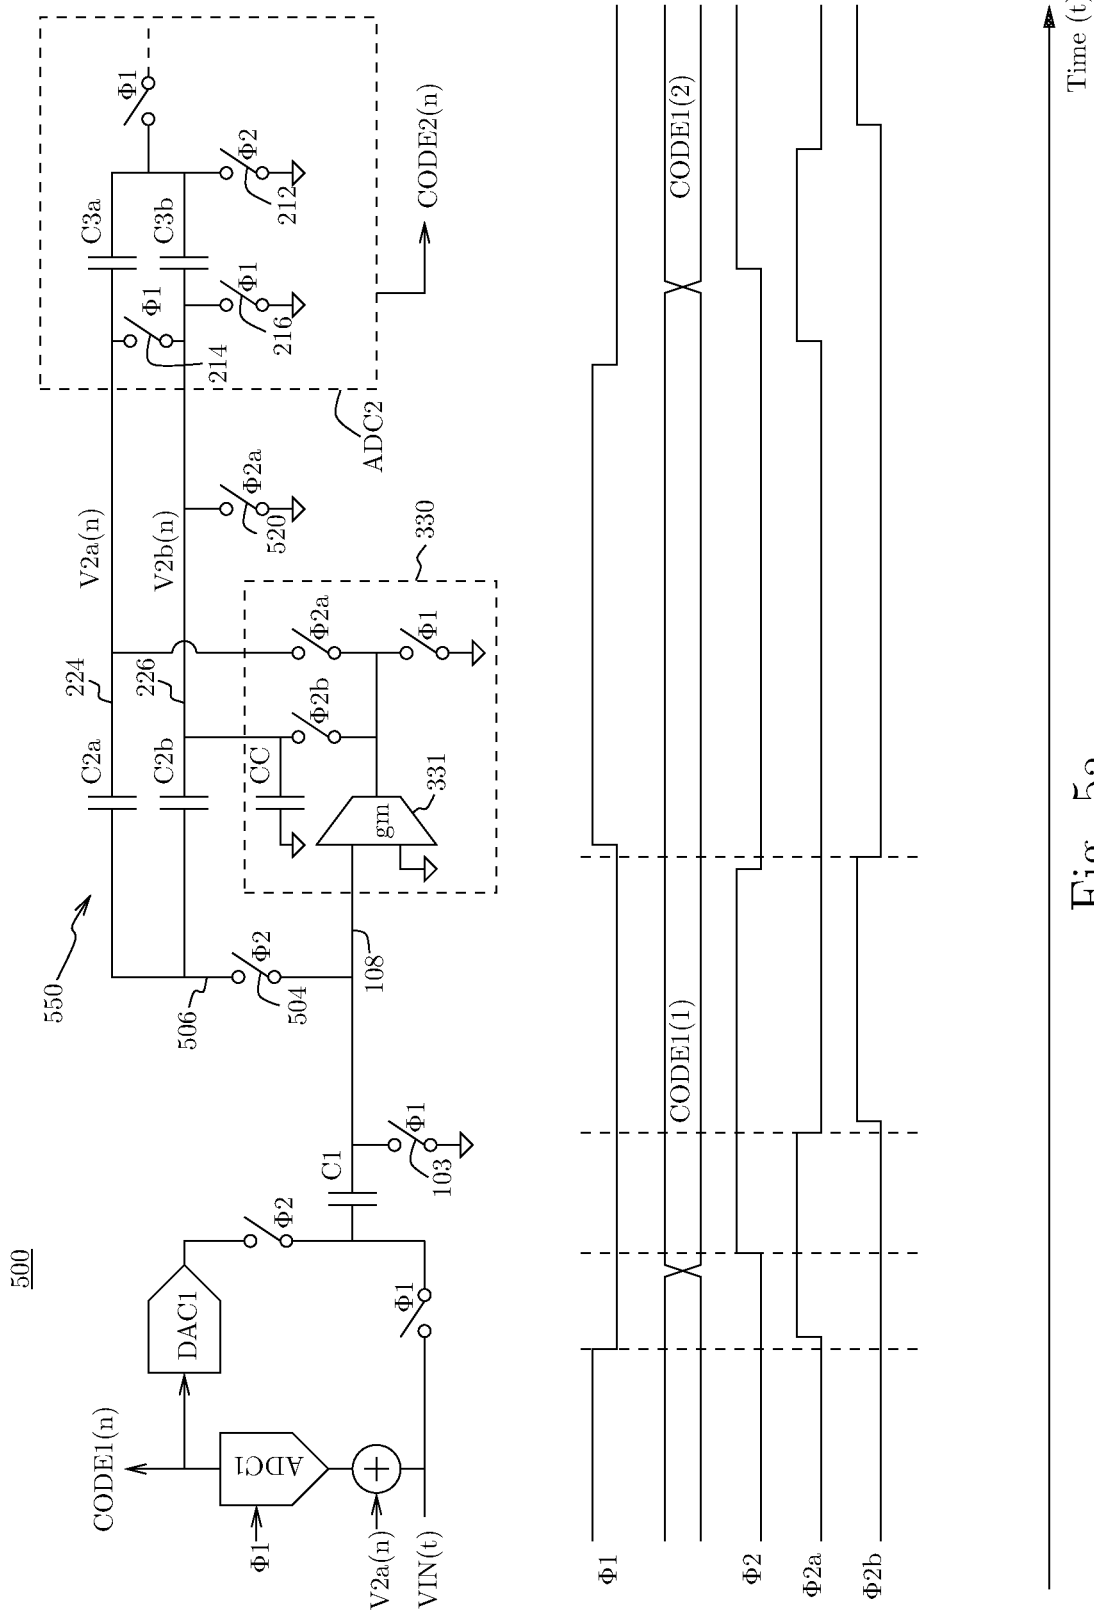 500
CODE1(n)
Φ1
ADC1
DAC1
V2a(n)
VIN(t)
Φ1
Φ2
C1
103
Φ1
550
506
504
Φ2
108
C2a
C2b
224
226
CC
gm
331
Φ2b
Φ2a
Φ1
330
V2a(n)
V2b(n)
520
Φ2a
ADC2
214
Φ1
216
Φ1
C3a
C3b
212
Φ2
Φ1
CODE2(n)
Φ1
CODE1(1)
CODE1(2)
Φ2
Φ2a
Φ2b
Time (t)
Fig. 5a